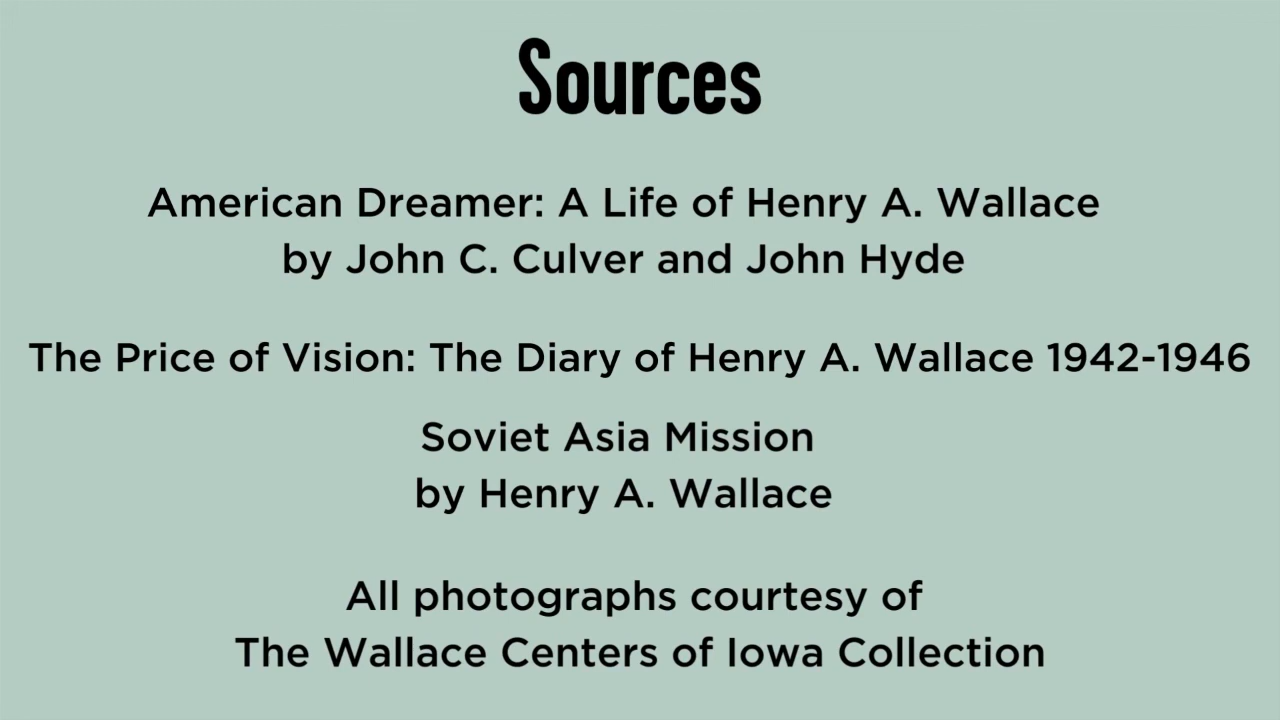 Sources
American Dreamer: A Life of Henry A. Wallace
by John C. Culver and John Hyde
The Price of Vision: The Diary of Henry A. Wallace 1942-1946
Soviet Asia Mission
by Henry A. Wallace
All photographs courtesy of
The Wallace Centers of Iowa Collection